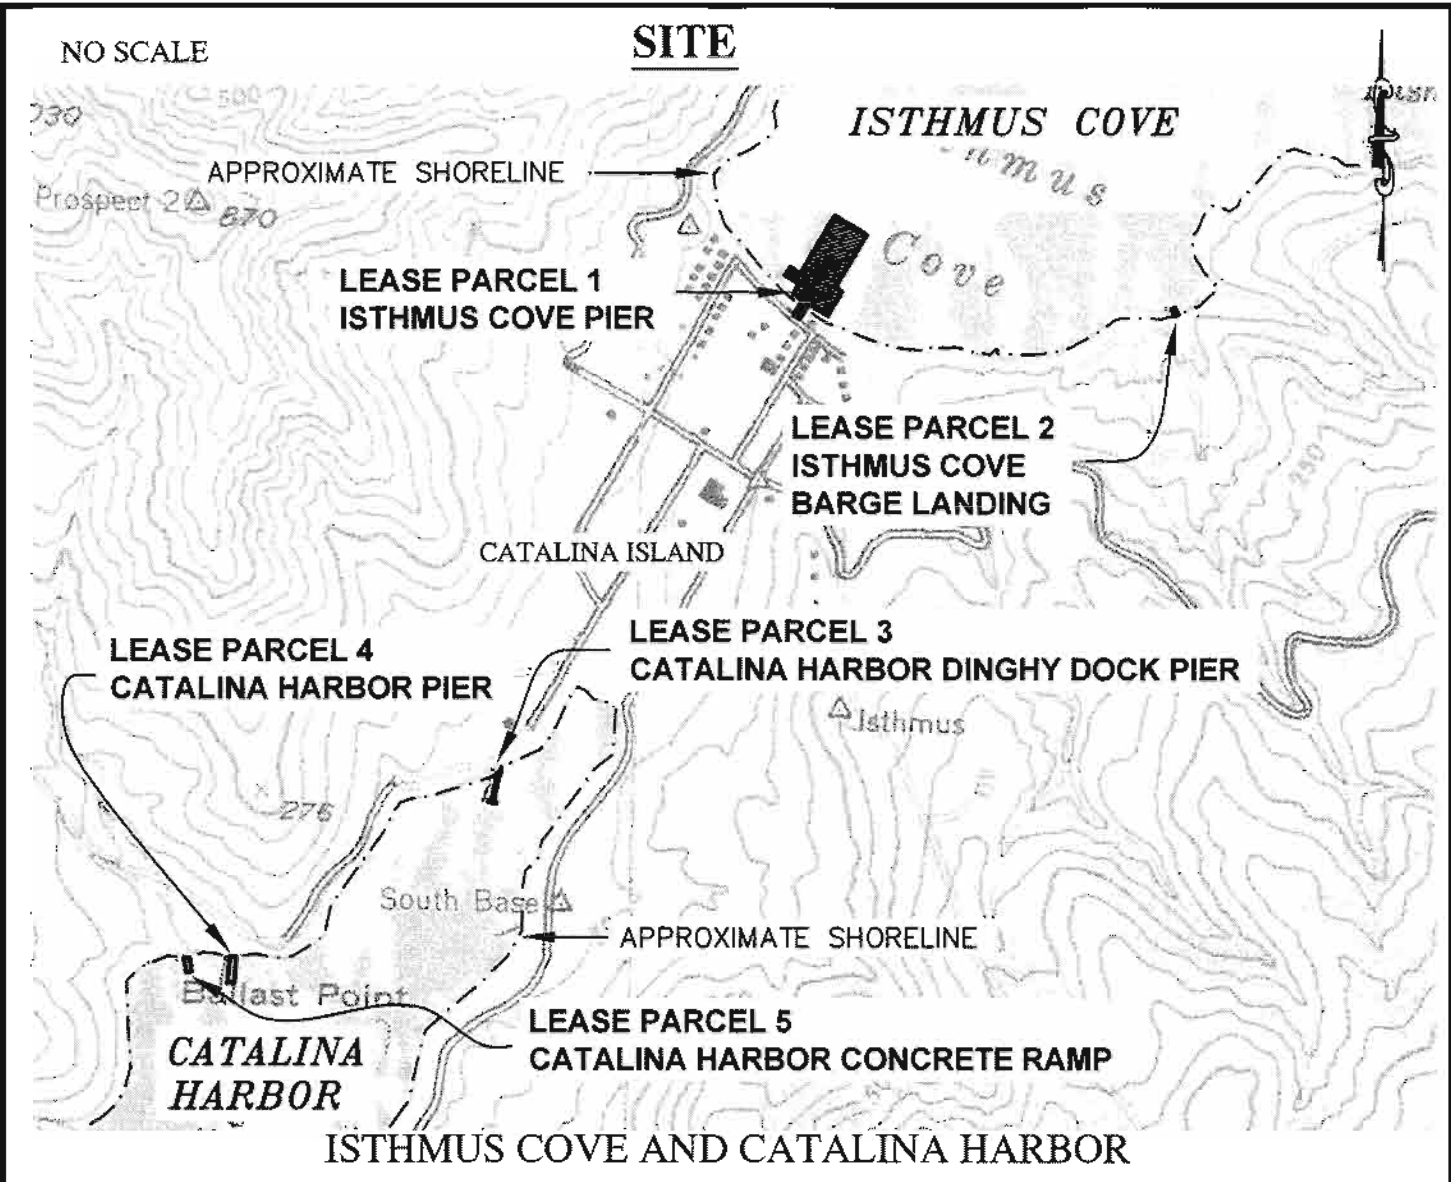 SITE
NO SCALE
500
730
ISTHMUS COVE
APPROXIMATE SHORELINE
Prospect 2
870
Cove
LEASE PARCEL 1
ISTHMUS COVE PIER
LEASE PARCEL 2
ISTHMUS COVE
BARGE LANDING
CATALINA ISLAND
LEASE PARCEL 3
CATALINA HARBOR DINGHY DOCK PIER
LEASE PARCEL 4
CATALINA HARBOR PIER
Isthmus
275
South Base
APPROXIMATE SHORELINE
Ballast Point
LEASE PARCEL 5
CATALINA HARBOR CONCRETE RAMP
CATALINA
HARBOR
ISTHMUS COVE AND CATALINA HARBOR